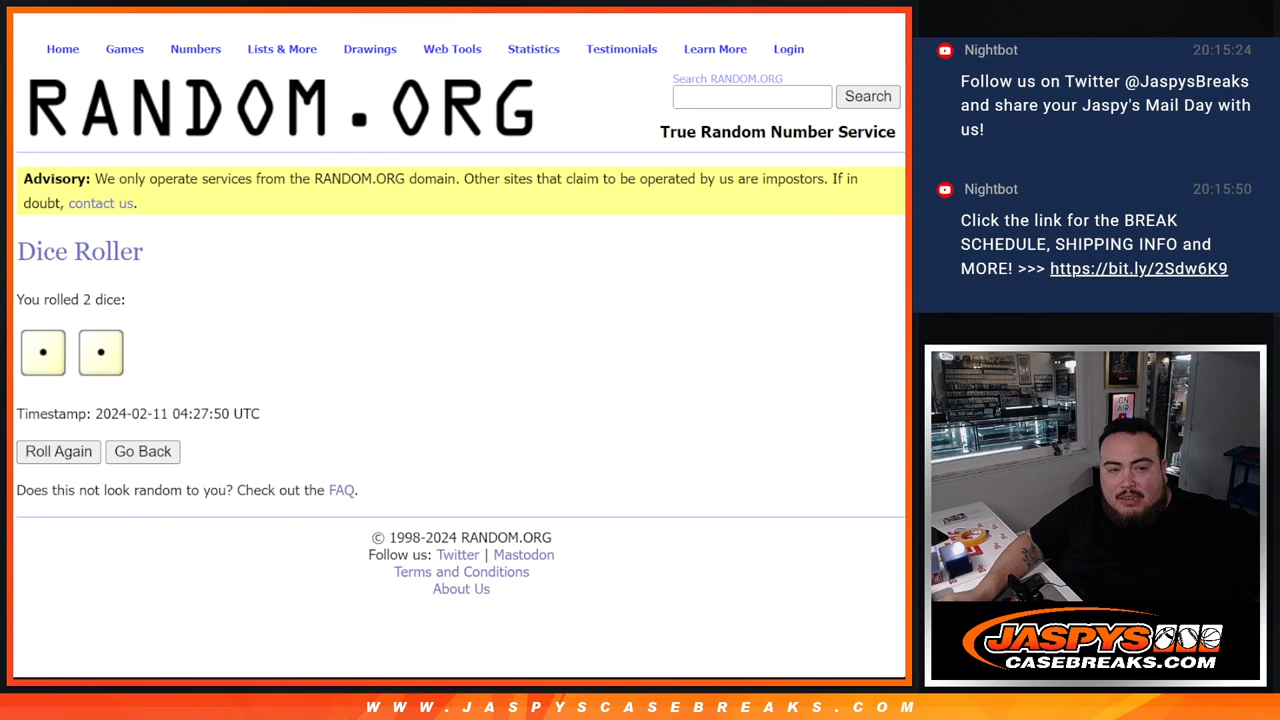 Home Games Numbers Lists & More Drawings Web Tools Statistics Testimonials Learn More Login
RANDOM.ORG
Search RANDOM.ORG
Search
True Random Number Service
Advisory: We only operate services from the RANDOM.ORG domain. Other sites that claim to be operated by us are impostors. If in
doubt, contact us.
Dice Roller
You rolled 2 dice:
Timestamp: 2024-02-11 04:27:50 UTC
Roll Again Go Back
Does this not look random to you? Check out the FAQ.
© 1998-2024 RANDOM.ORG
Follow us: Twitter | Mastodon
Terms and Conditions
About Us
Nightbot 20:15:24
Follow us on Twitter @JaspysBreaks
and share your Jaspy's Mail Day with
us!
Nightbot 20:15:50
Click the link for the BREAK
SCHEDULE, SHIPPING INFO and
MORE! >>> https://bit.ly/2Sdw6K9
ON
AIR
JASPYS
CASEBREAKS.COM
WWW.JASPYSCASEBREAKS.COM